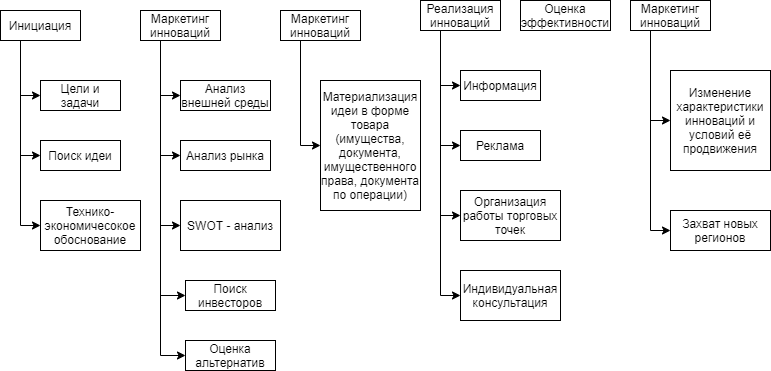 Инициация
Цели и
задачи
Поиск идеи
Технико-
экономичесокое
обоснование
Маркетинг
инноваций
Анализ
внешней среды
Анализ рынка
SWOT - анализ
Поиск
инвесторов
Оценка
альтернатив
Маркетинг
инноваций
Материализация
идеи в форме
товара
(имущества,
документа,
имущественного
права, документа
по операции)
Реализация
инноваций
Информация
Реклама
Организация
работы торговых
точек
Индивидуальная
консультация
Оценка
эффективности
Маркетинг
инноваций
Изменение
характеристики
инноваций и
условий её
продвижения
Захват новых
регионов